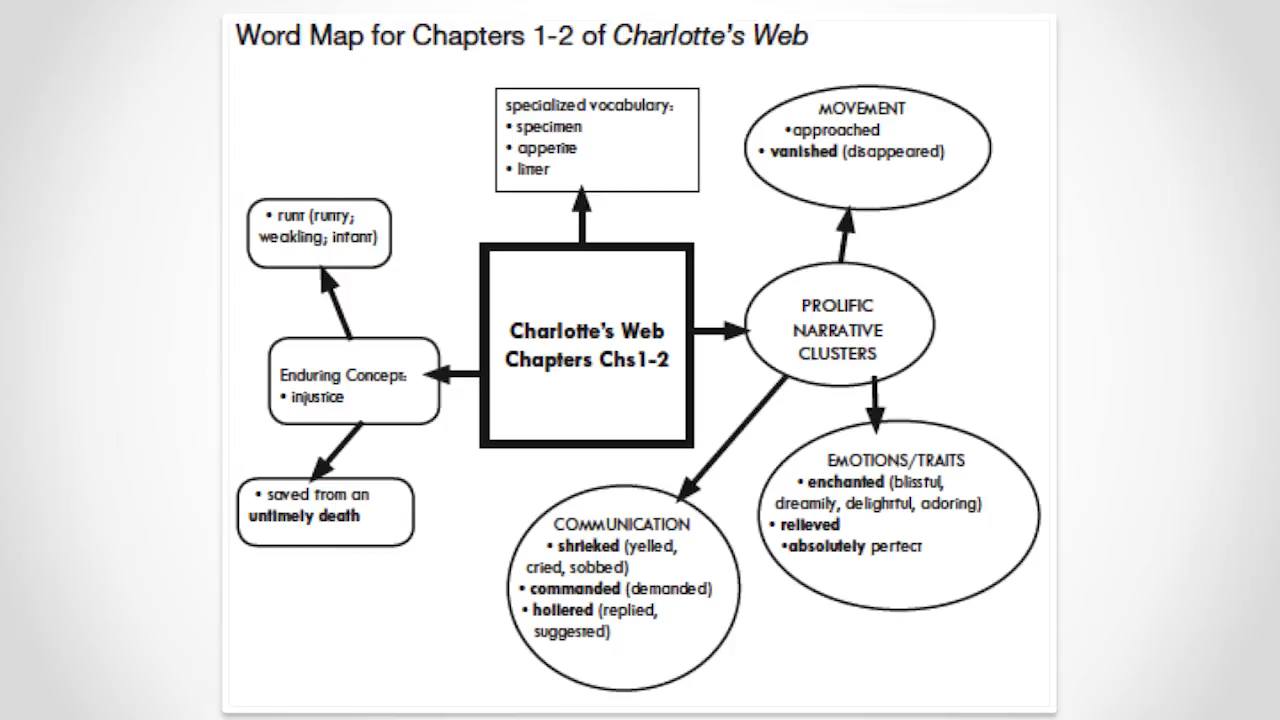 Word Map for Chapters 1-2 of Charlotte's Web
specialized vocabulary:
• specimen
• appetite
• litter
MOVEMENT
•approached
• vanished (disappeared)
• runt (runty;
weakling; infant)
PROLIFIC
NARRATIVE
CLUSTERS
Charlotte's Web
Chapters Chs1-2
Enduring Concept:
• injustice
• saved from an
untimely death
COMMUNICATION
• shrieked (yelled,
cried, sobbed)
• commanded (demanded)
• hollered (replied,
suggested)
EMOTIONS/TRAITS
• enchanted (blissful,
dreamily, delightful, adoring)
• relieved
•absolutely perfect